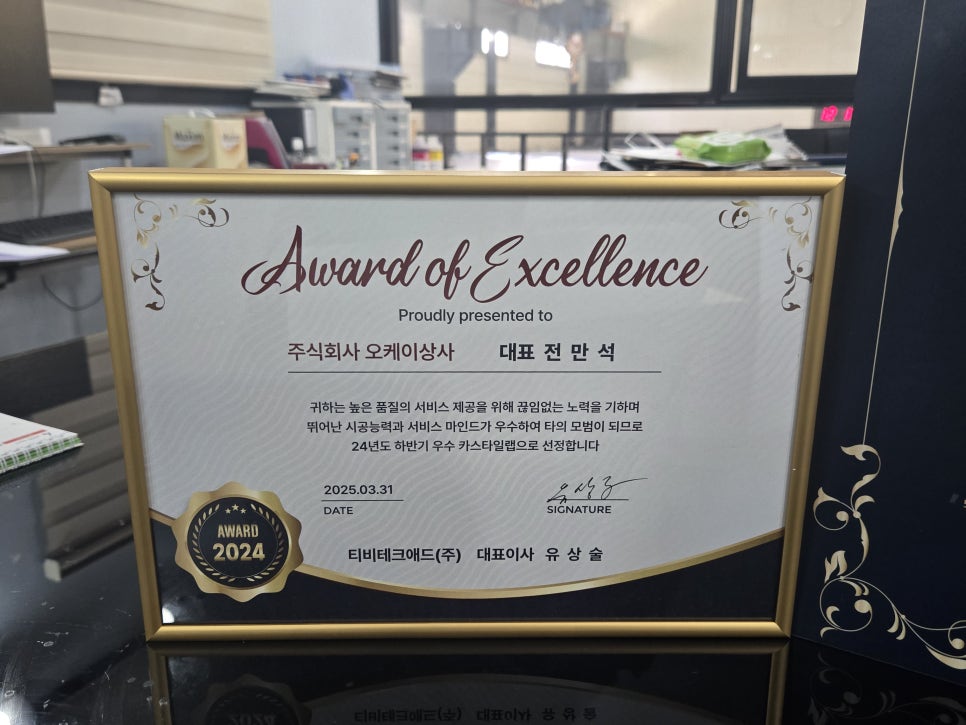 Award of Excellence
Proudly presented to
주식회사 오케이상사 대표 전 만 석
귀하는 높은 품질의 서비스 제공을 위해 끊임없는 노력을 기하며
뛰어난 시공능력과 서비스 마인드가 우수하여 타의 모범이 되므로
24년도 하반기 우수 카스타일랩으로 선정합니다
2025.03.31
DATE
SIGNATURE
AWARD
2024
티비테크애드(주) 대표이사 유 상 술